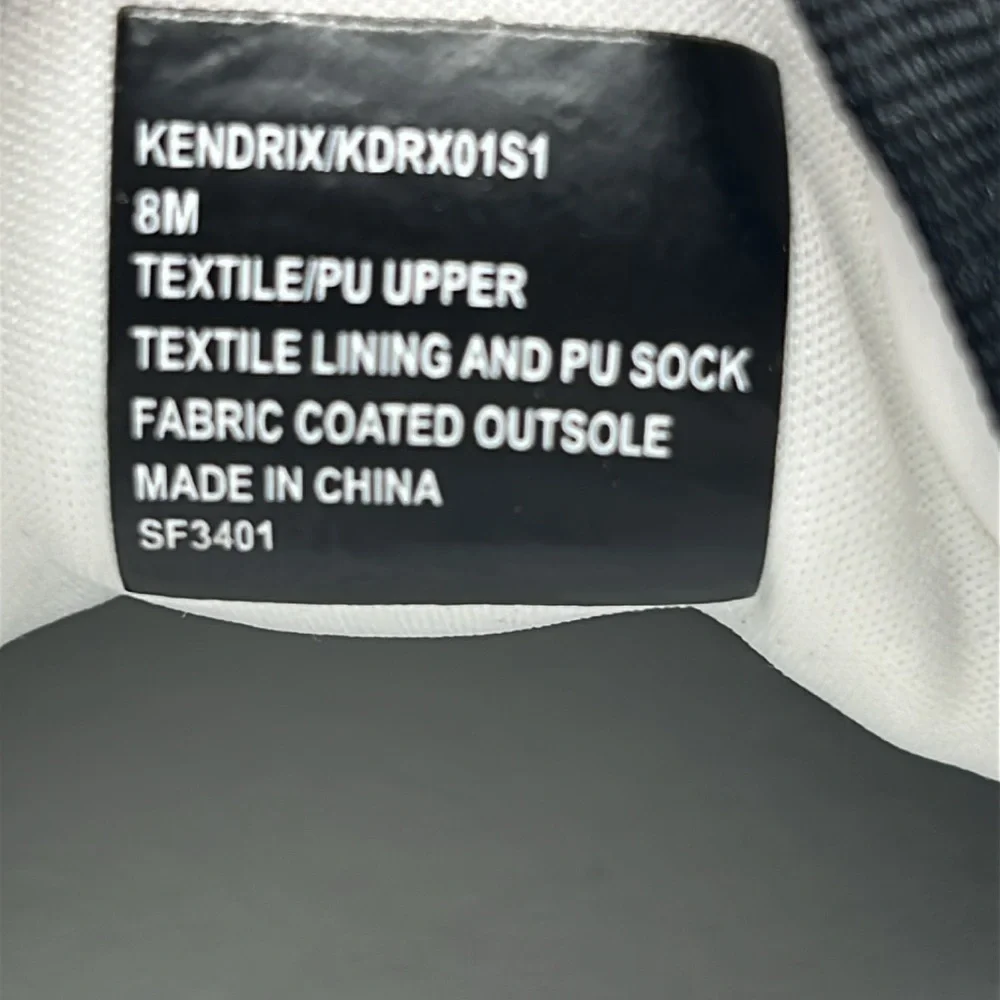 KENDRIX/KDRX01S1
8M
TEXTILE/PU UPPER
TEXTILE LINING AND PU SOCK
FABRIC COATED OUTSOLE
MADE IN CHINA
SF3401